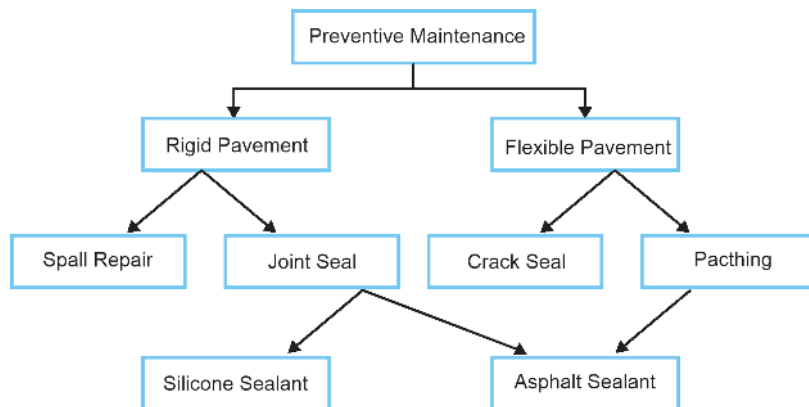 Preventive Maintenance
Rigid Pavement
Flexible Pavement
Spall Repair
Joint Seal
Crack Seal
Pacthing
Silicone Sealant
Asphalt Sealant